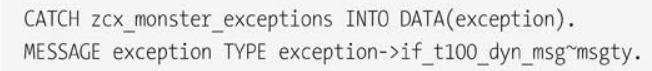 CATCH zcx_monster_exceptions INTO DATA(exception).
MESSAGE exception TYPE exception->if_t100_dyn_msg~msgty.